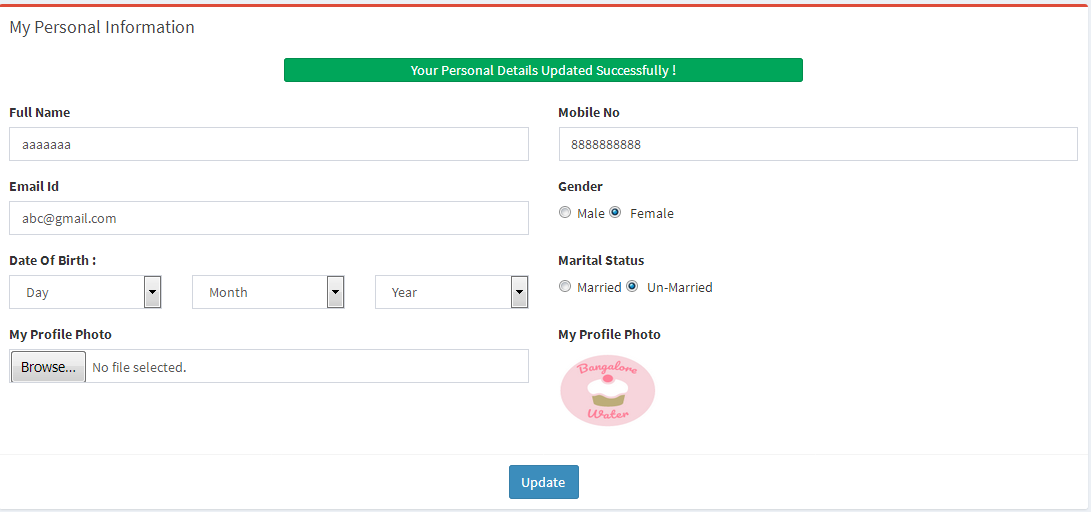 My Personal Information
Your Personal Details Updated Successfully !
Full Name
Mobile No
aaaaaaa
8888888888
Email Id
Gender
abc@gmail.com
Male Female
Date Of Birth :
Marital Status
Day Month Year
Married Un-Married
My Profile Photo
My Profile Photo
Browse... No file selected.
Bangalore
Water
Update